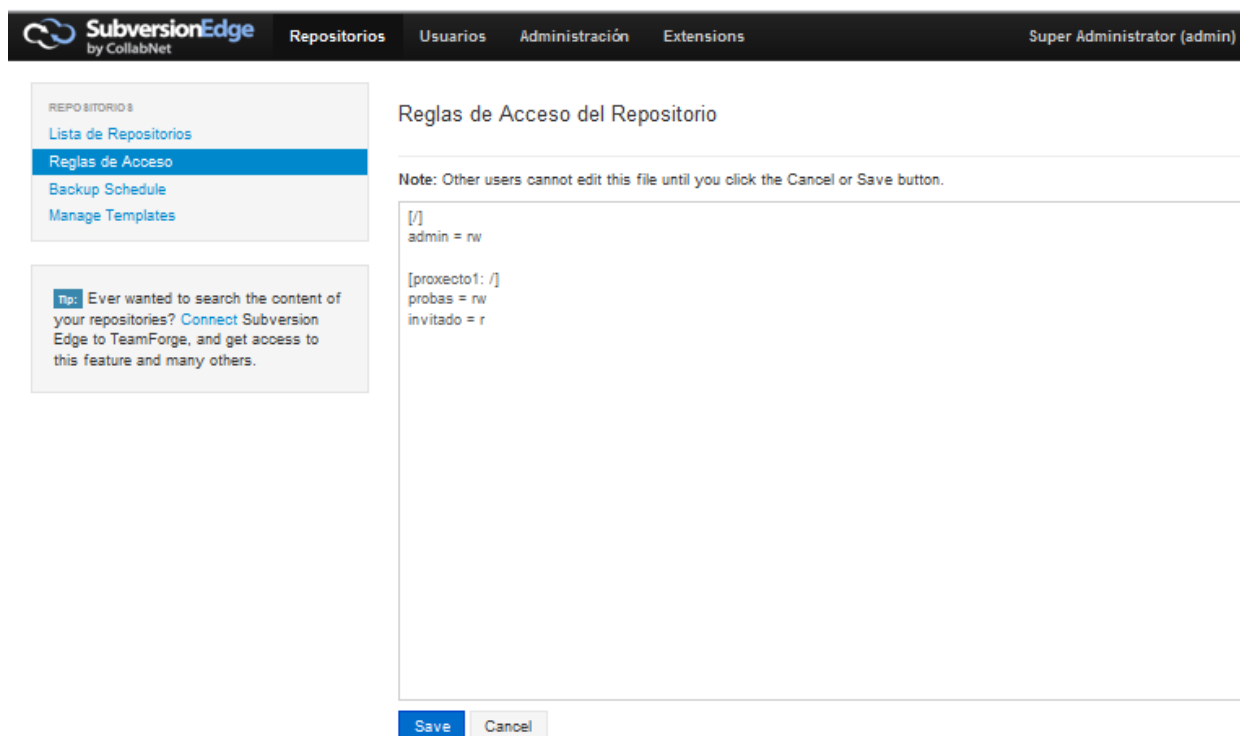 SubversionEdge
by CollabNet
Repositorios Usuarios Administración Extensions Super Administrator (admin)
REPOSITORIOS
Lista de Repositorios
Reglas de Acceso
Backup Schedule
Manage Templates
Tip: Ever wanted to search the content of
your repositories? Connect Subversion
Edge to TeamForge, and get access to
this feature and many others.
Reglas de Acceso del Repositorio
Note: Other users cannot edit this file until you click the Cancel or Save button.
[/]
admin = rw
[proxecto1: /]
probas = rw
invitado = r
Save Cancel